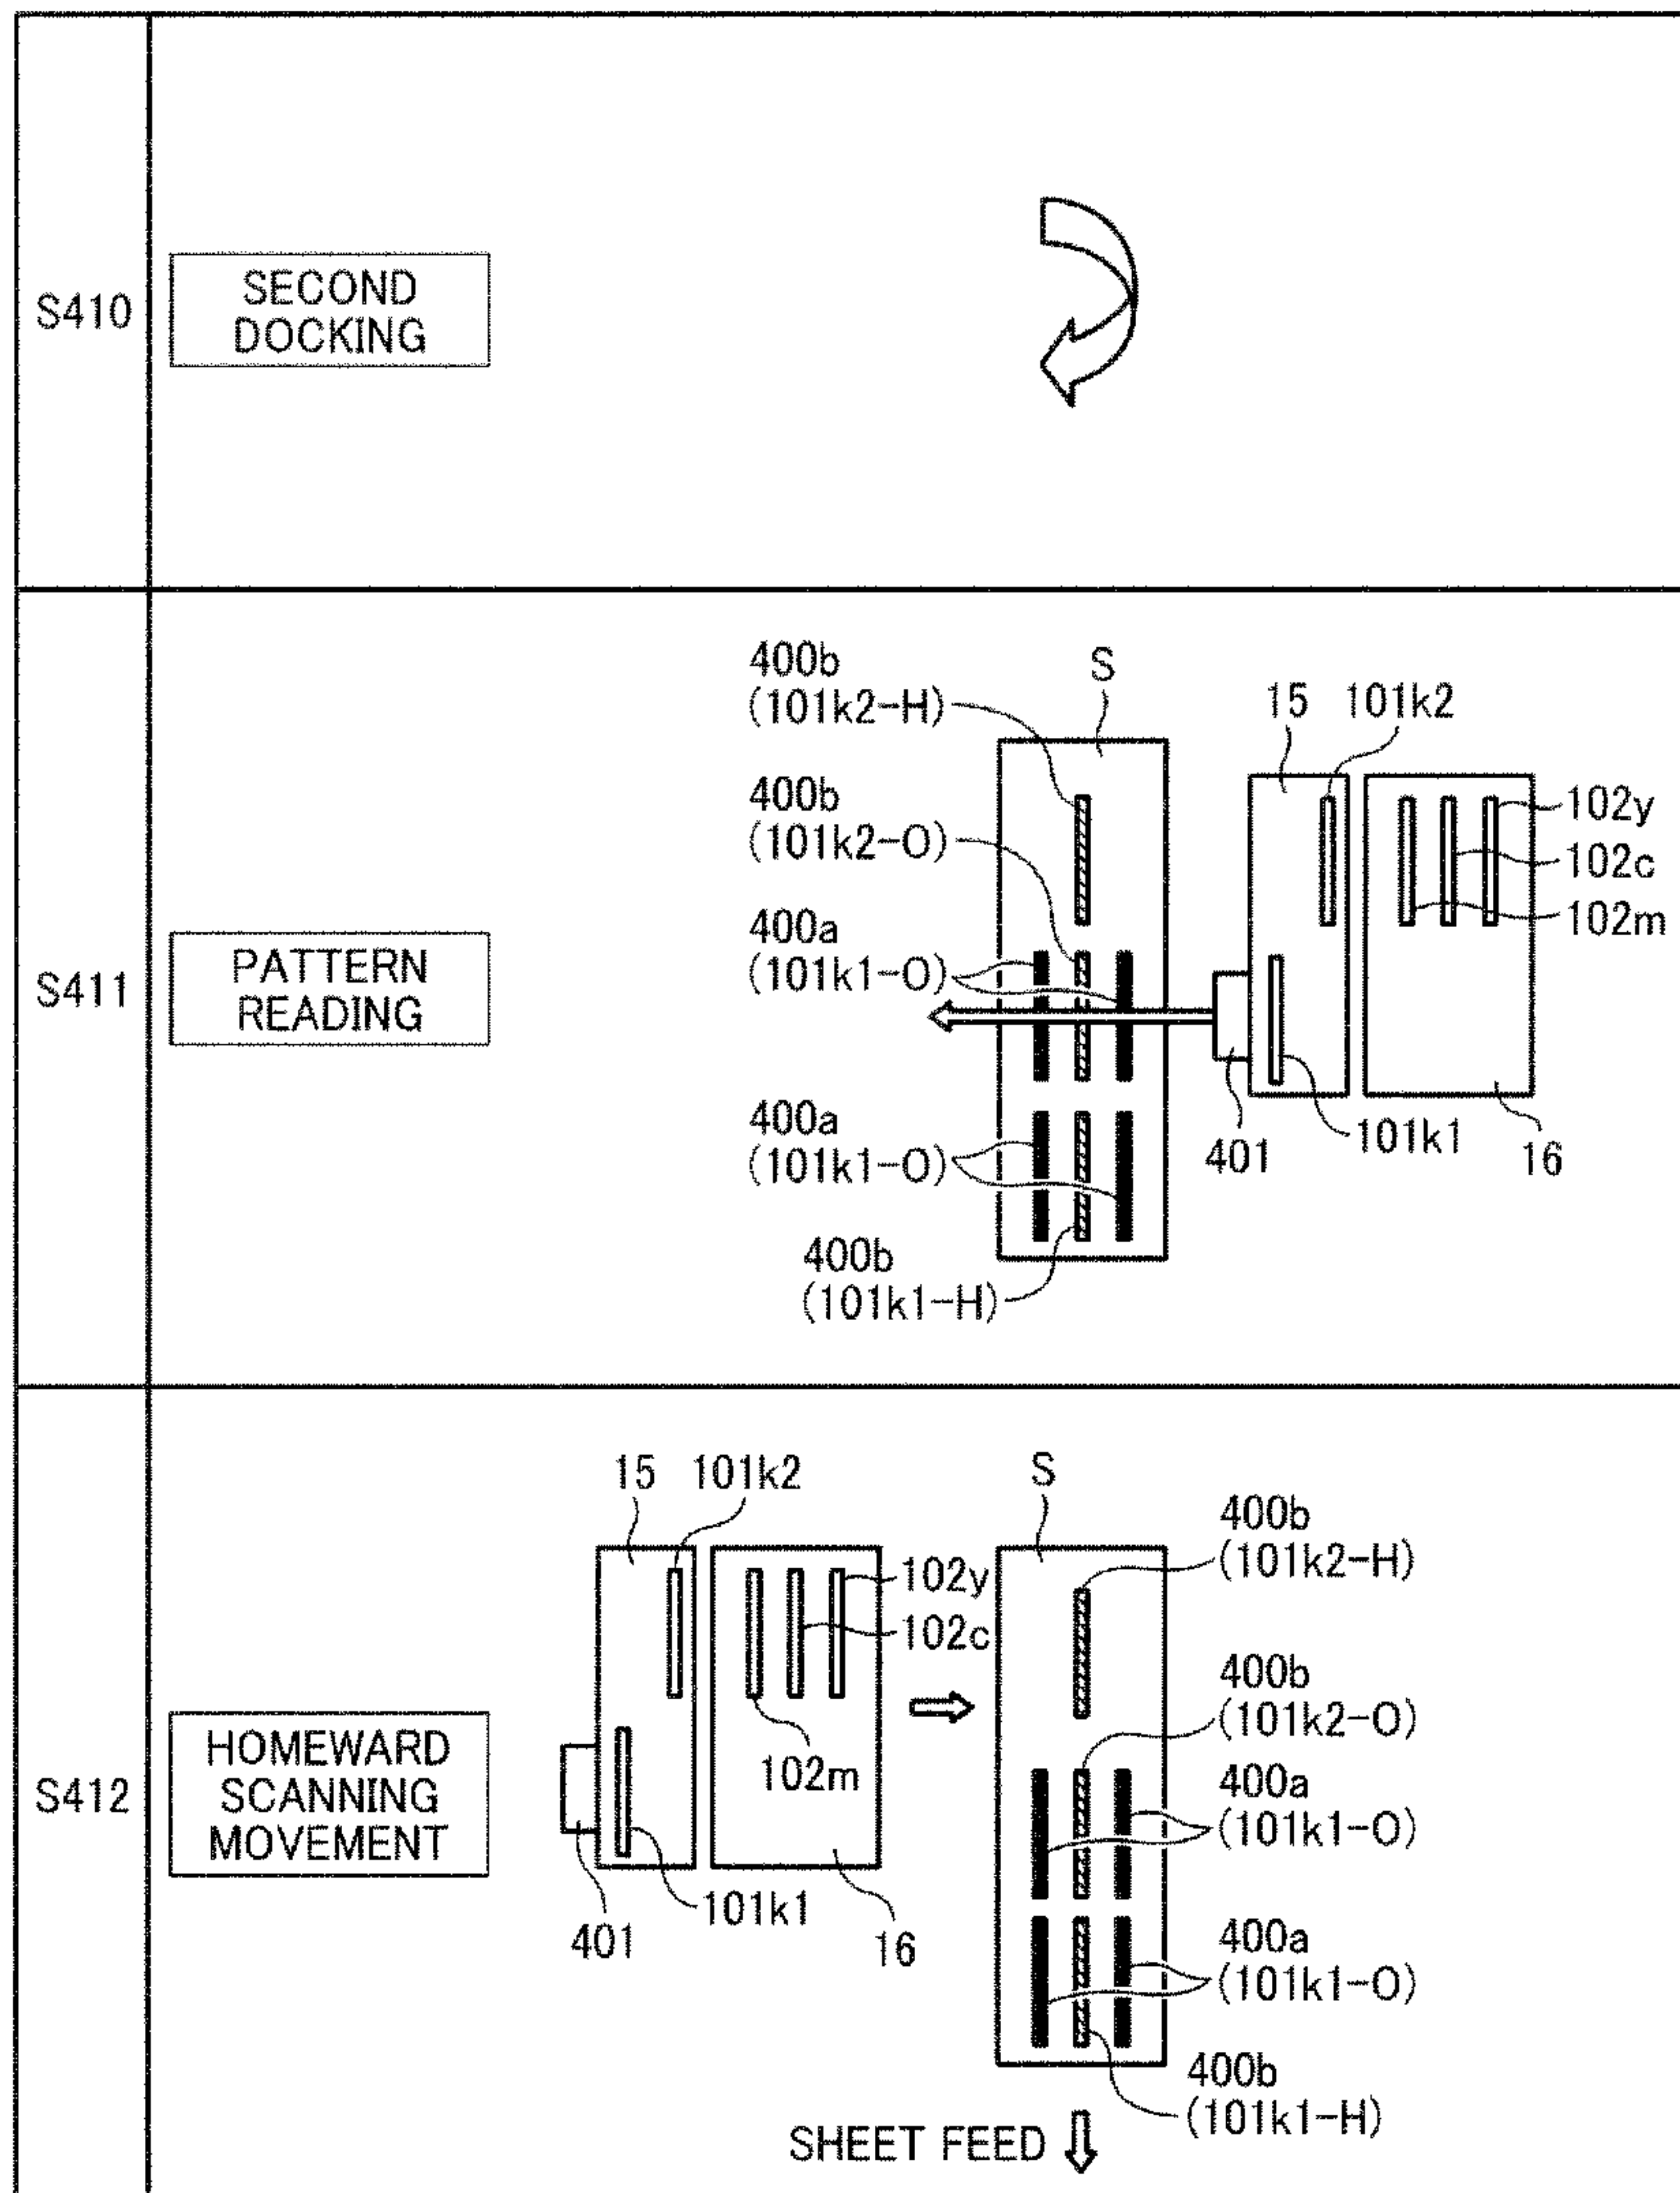 S410
SECOND
DOCKING
S411
PATTERN
READING
400b
(101k2-H)
S
15
101k2
400b
(101k2-O)
102y
102c
102m
400a
(101k1-O)
400a
(101k1-O)
401
101k1
16
400b
(101k1-H)
S412
HOMEWARD
SCANNING
MOVEMENT
15
101k2
S
400b
(101k2-H)
102y
102c
400b
(101k2-O)
102m
400a
(101k1-O)
401
101k1
16
400a
(101k1-O)
400b
(101k1-H)
SHEET FEED